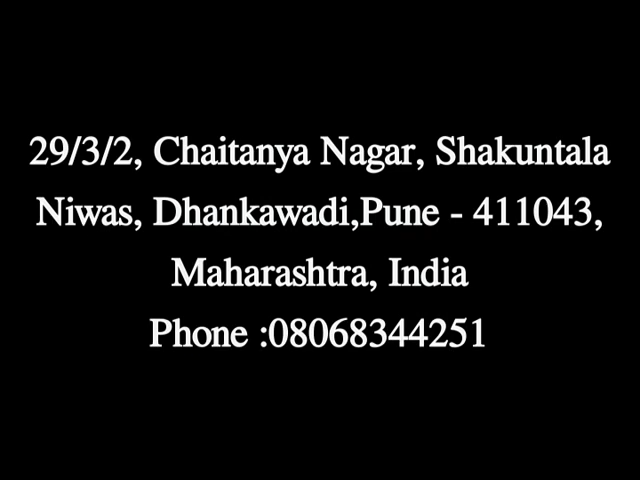 29/3/2, Chaitanya Nagar, Shakuntala
Niwas, Dhankawadi,Pune - 411043,
Maharashtra, India
Phone :08068344251